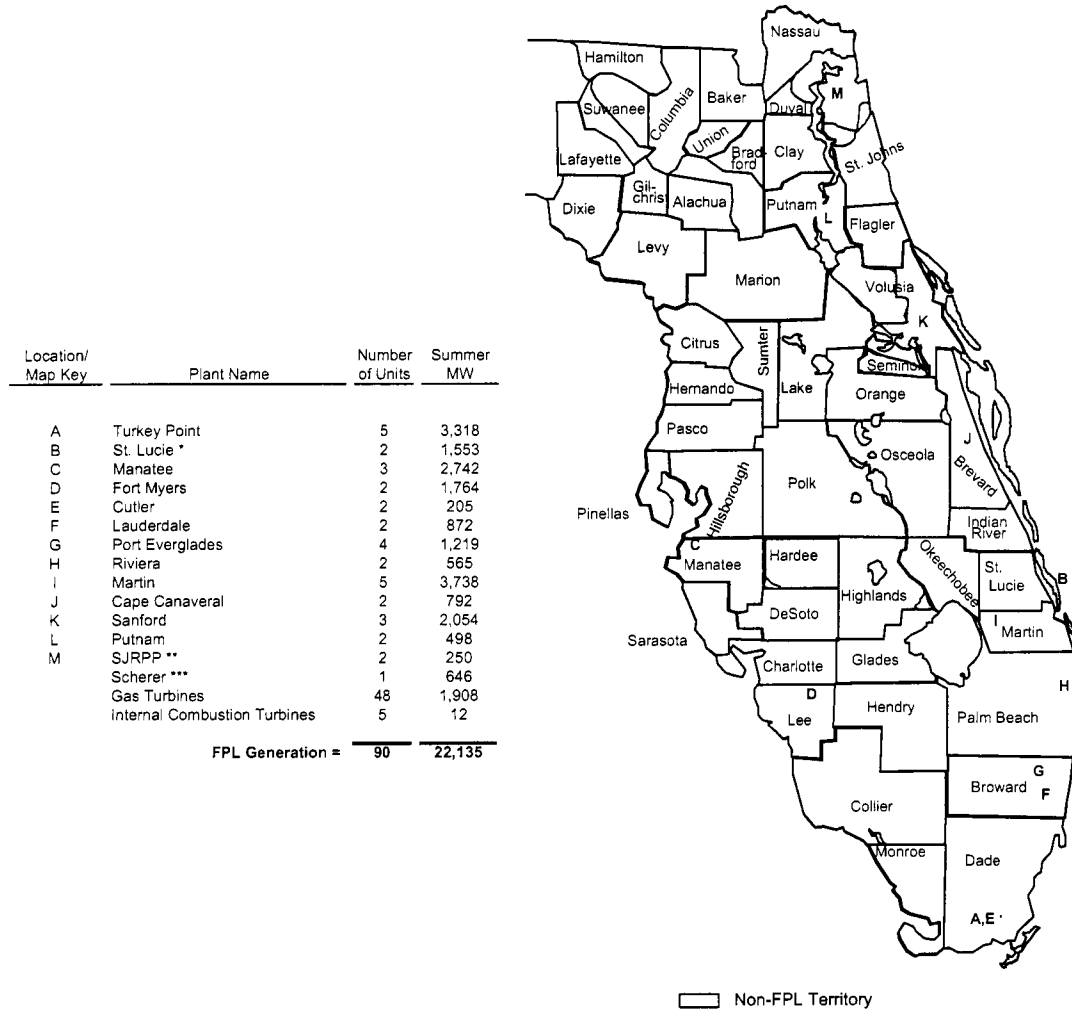 Location/ Number Summer
Map Key Plant Name of Units MW
A Turkey Point 5 3,318
B St. Lucie * 2 1,553
C Manatee 3 2,742
D Fort Myers 2 1,764
E Cutler 2 205
F Lauderdale 2 872
G Port Everglades 4 1,219
H Riviera 2 565
I Martin 5 3,738
J Cape Canaveral 2 792
K Sanford 3 2,054
L Putnam 2 498
M SJRPP ** 2 250
Scherer *** 1 646
Gas Turbines 48 1,908
Internal Combustion Turbines 5 12
FPL Generation = 90 22,135
Nassau
Hamilton
M
Baker
Columbia
Duval
Suwanee
Union
Brad-
ford
Clay
St. Johns
Lafayette
Gil-
christ
Alachua
Putnam
L
Dixie
Flagler
Levy
Marion
Volusia
K
Citrus
Sumter
Seminole
Hernando
Lake
Orange
Pasco
J
Brevard
Osceola
Polk
Hillsborough
Pinellas
Indian
River
C
Manatee
Hardee
Okeechobee
St.
Lucie
B
Highlands
DeSoto
I
Martin
Sarasota
Charlotte
Glades
H
D
Lee
Hendry
Palm Beach
G
Broward
F
Collier
Monroe
Dade
A,E
Non-FPL Territory